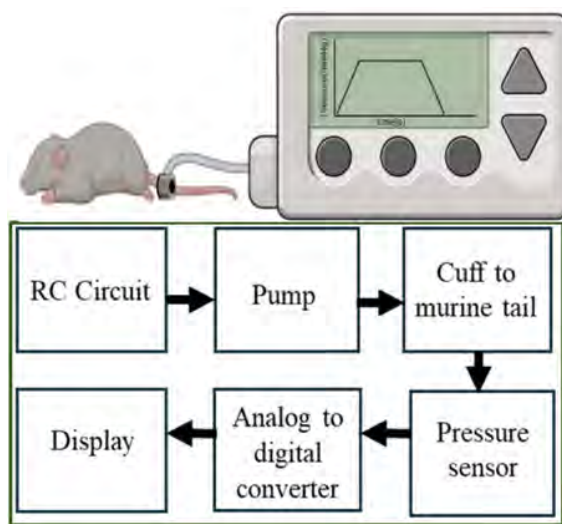 RC Circuit
Pump
Cuff to
murine tail
Display
Analog to
digital
converter
Pressure
sensor